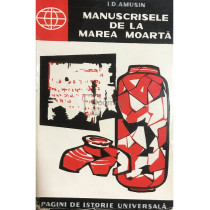 I.D. AMUSIN
MANUSCRISELE
DE LA
MAREA MOARTĂ
PAGINI DE ISTORIE UNIVERSALĂ